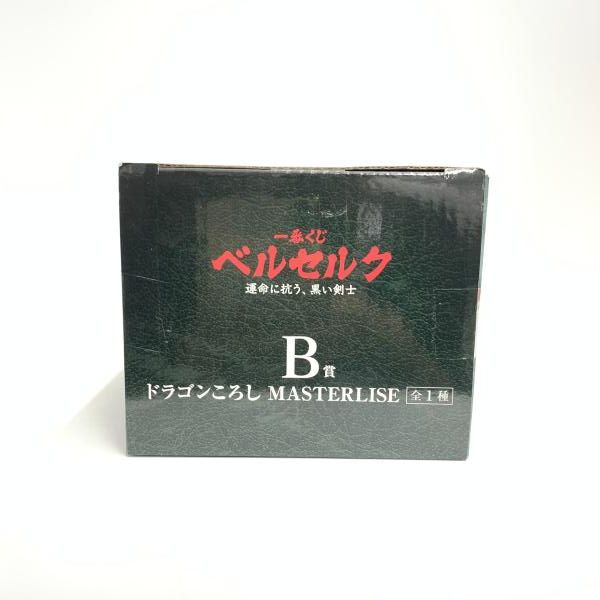 一番くじ
ベルセルク
運命に抗う、黒い剣士
B賞
ドラゴンころし MASTERLISE 全1種